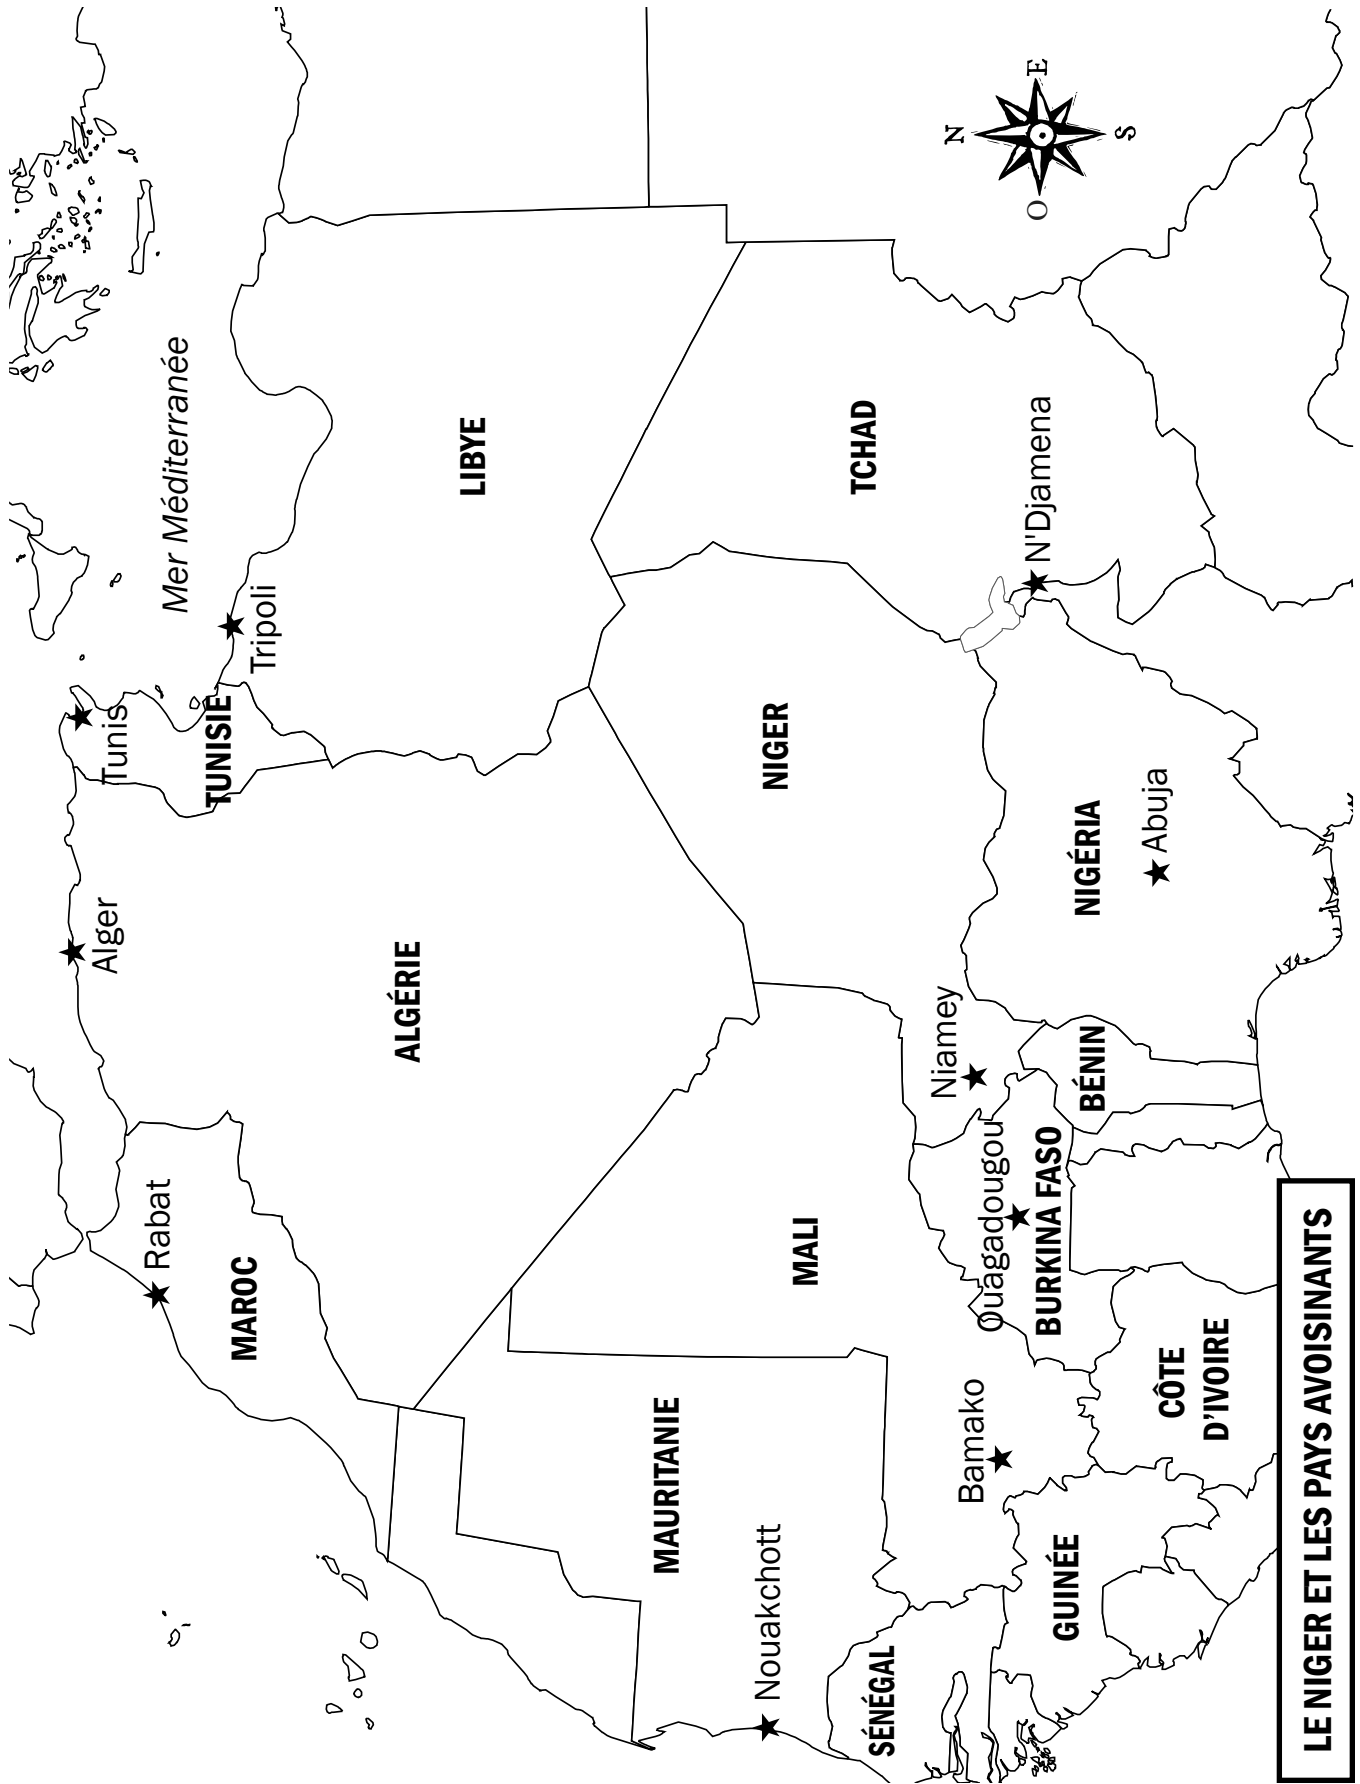 Mer Méditerranée
Tunis
TUNISIE
Tripoli
Alger
Rabat
MAROC
ALGÉRIE
LIBYE
MAURITANIE
Nouakchott
MALI
NIGER
TCHAD
N'Djamena
Niamey
SÉNÉGAL
Bamako
Ouagadougou
BURKINA FASO
BÉNIN
NIGÉRIA
Abuja
GUINÉE
CÔTE
D'IVOIRE
N
O
E
S
LE NIGER ET LES PAYS AVOISINANTS